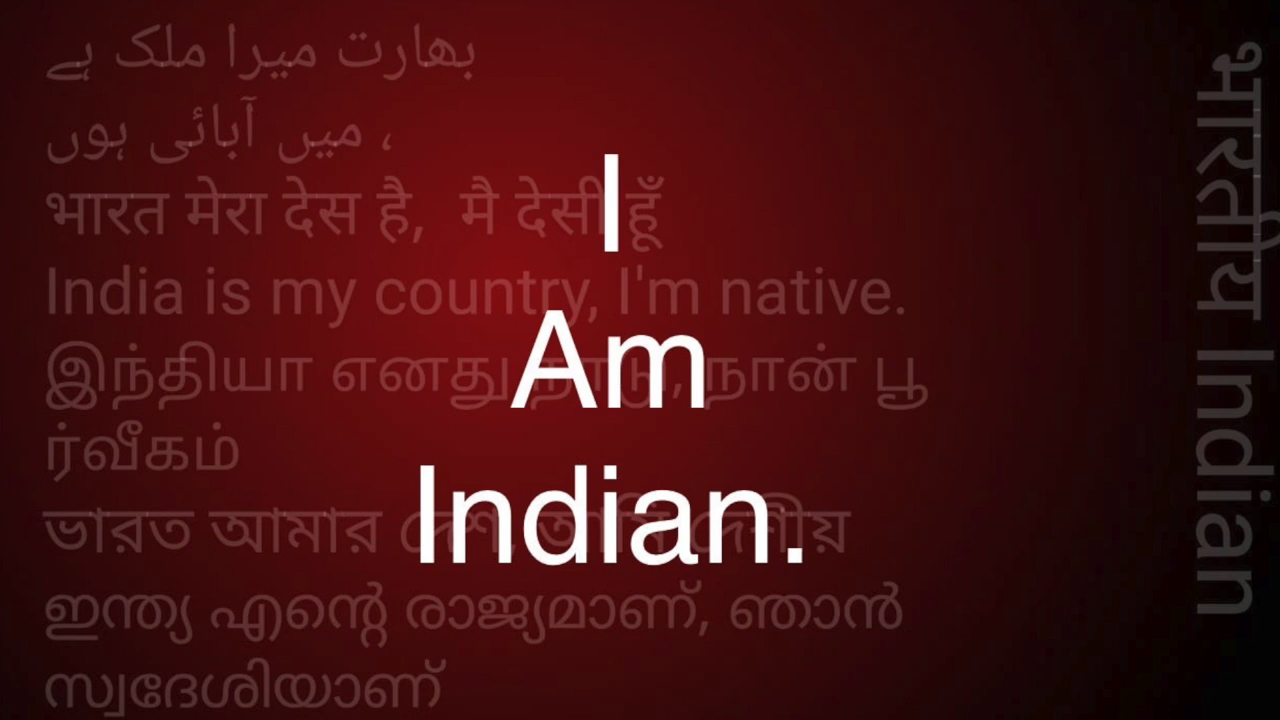 بھارت میرا ملک ہے
، میں آبائی ہوں
भारत मेरा देस है, मै देसी हूँ
India is my country, I'm native.
இந்தியா எனது நாடு, நான் பூ
ர்வீகம்
ভারত আমার দেশ, আমি দেশীয়
ഇന്ത്യ എന്റെ രാജ്യമാണ്, ഞാൻ
സ്വദേശിയാണ്
I
Am
Indian.
भारतीय Indian